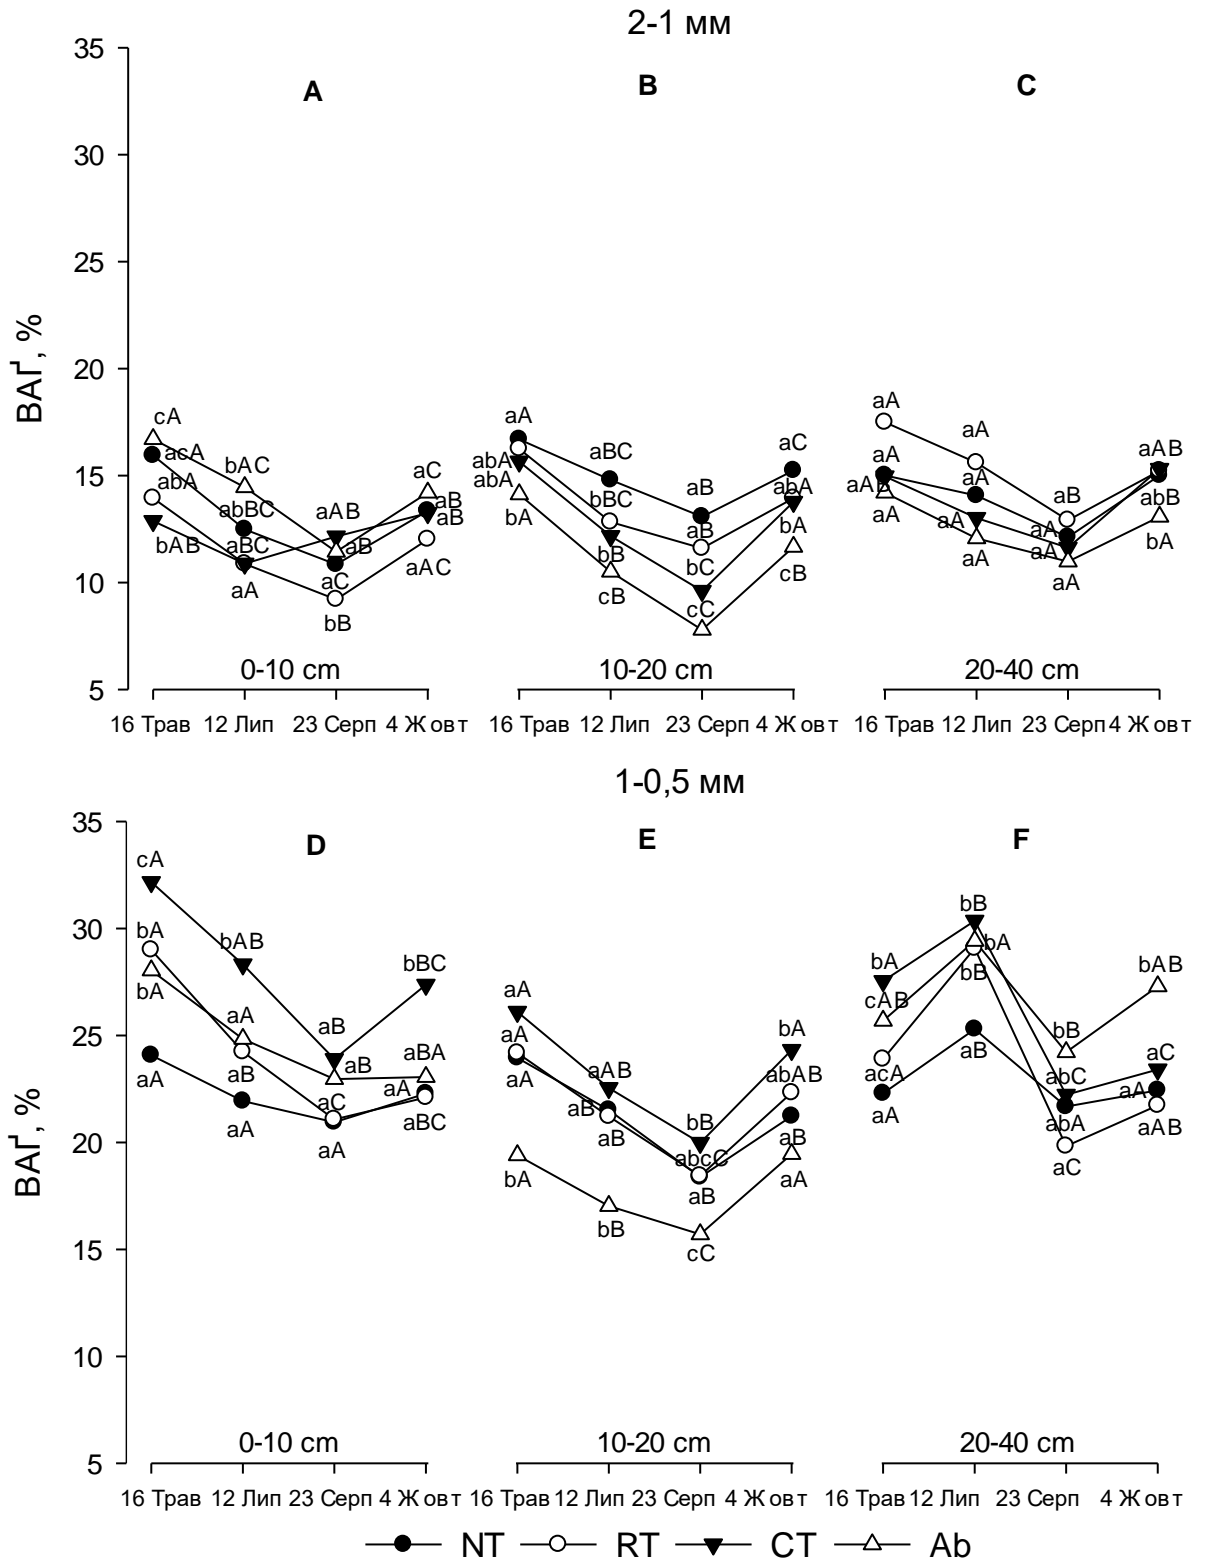 2-1 мм
35
A
B
C
30
25
20
15
10
5
ВАҐ, %
cA
acA
abA
bAB
bAC
abBC
aBC
aA
aAB
aB
aC
bB
aC
aB
aB
aAC
aA
abA
abA
bA
aBC
bBC
bB
cB
aB
aB
bC
cC
aC
abA
bA
cB
aA
aA
aAB
aA
aA
aA
aA
aA
aB
aA
aA
aA
aAB
abB
bA
0-10 cm
10-20 cm
20-40 cm
16 Трав 12 Лип 23 Серп 4 Жовт 16 Трав 12 Лип 23 Серп 4 Жовт 16 Трав 12 Лип 23 Серп 4 Жовт
1-0,5 мм
35
D
E
F
30
25
20
15
10
5
ВАҐ, %
cA
bA
bA
aA
bAB
aA
aB
aA
aB
aB
aC
aA
bBC
aBA
aA
aBC
aA
aA
aA
bA
aAB
aB
aB
bB
bB
abcC
aB
cC
bA
abAB
aB
aA
bA
cAB
acA
aA
bB
bA
bB
aB
bB
abC
abA
aC
bAB
aC
aA
aAB
0-10 cm
10-20 cm
20-40 cm
16 Трав 12 Лип 23 Серп 4 Жовт 16 Трав 12 Лип 23 Серп 4 Жовт 16 Трав 12 Лип 23 Серп 4 Жовт
NT RT CT Ab